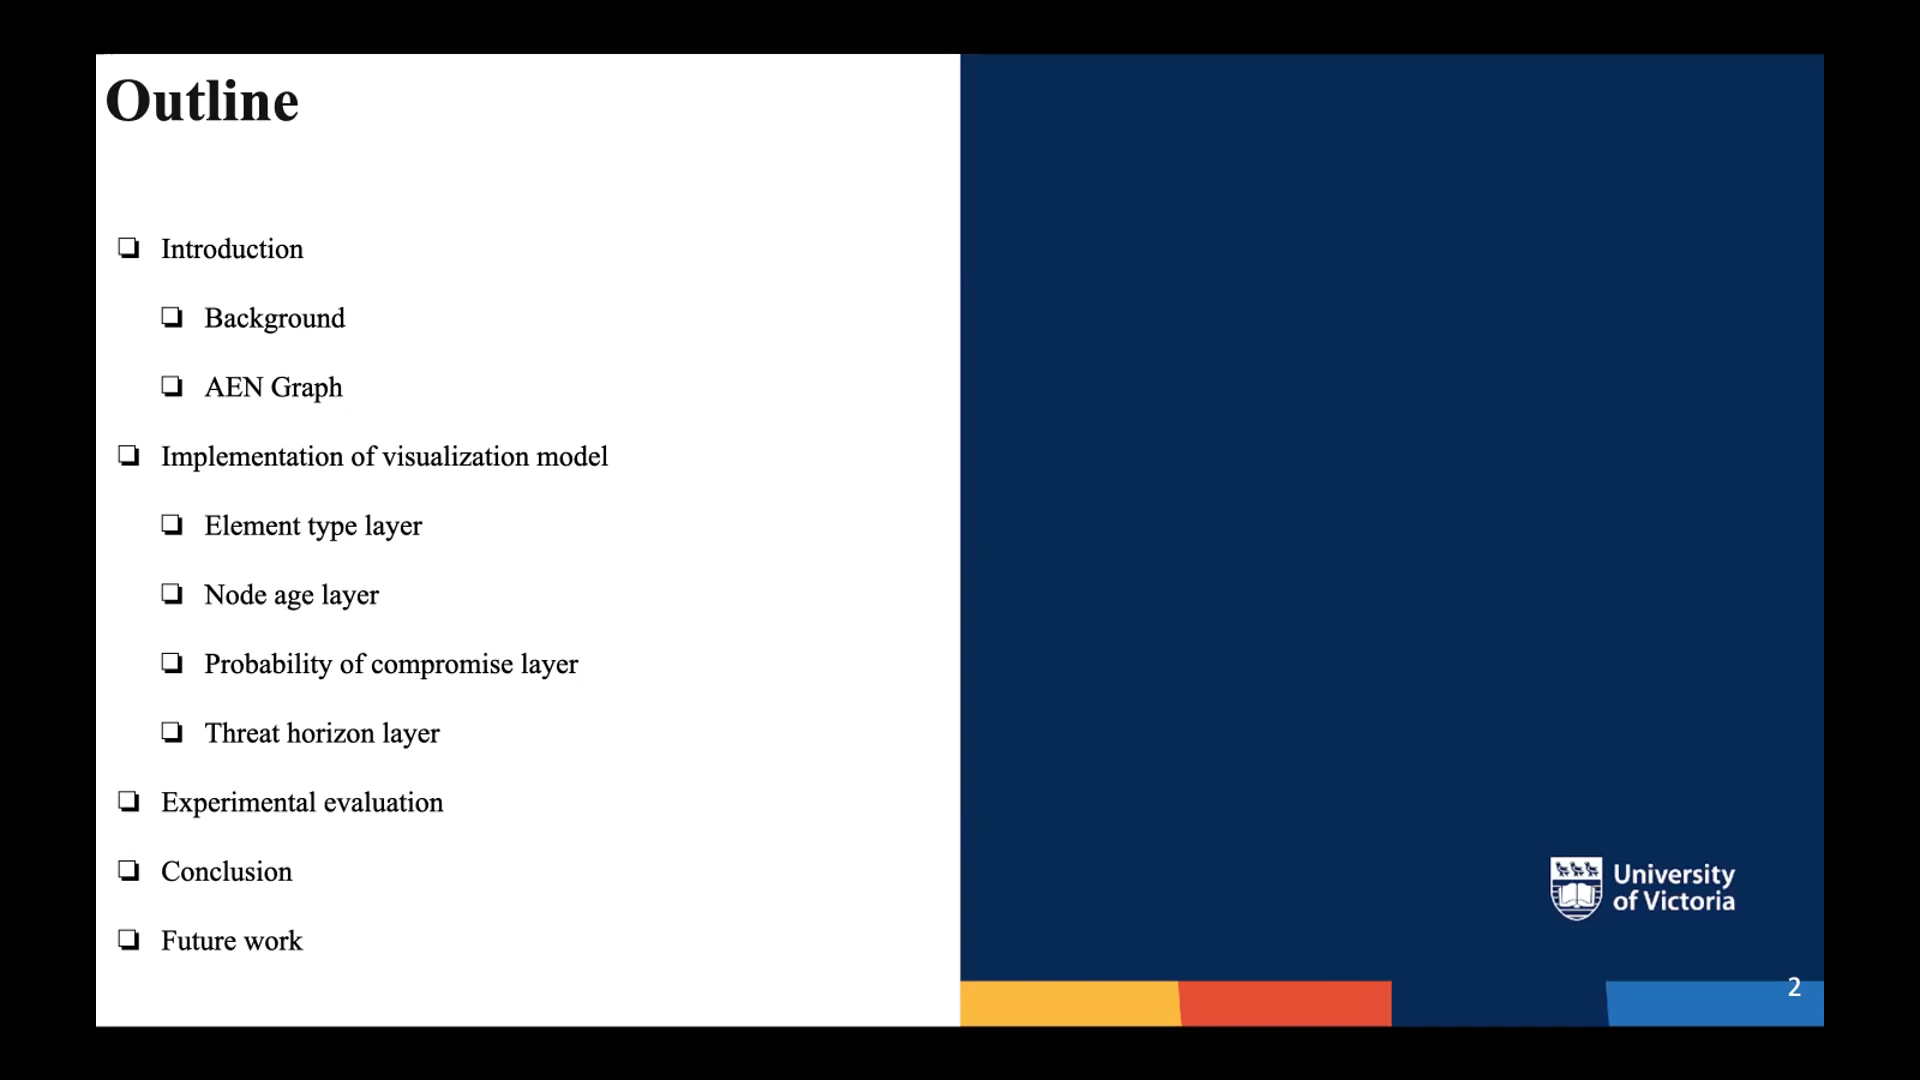 Outline
❏ Introduction
❏ Background
❏ AEN Graph
❏ Implementation of visualization model
❏ Element type layer
❏ Node age layer
❏ Probability of compromise layer
❏ Threat horizon layer
❏ Experimental evaluation
❏ Conclusion
❏ Future work
University
of Victoria
2